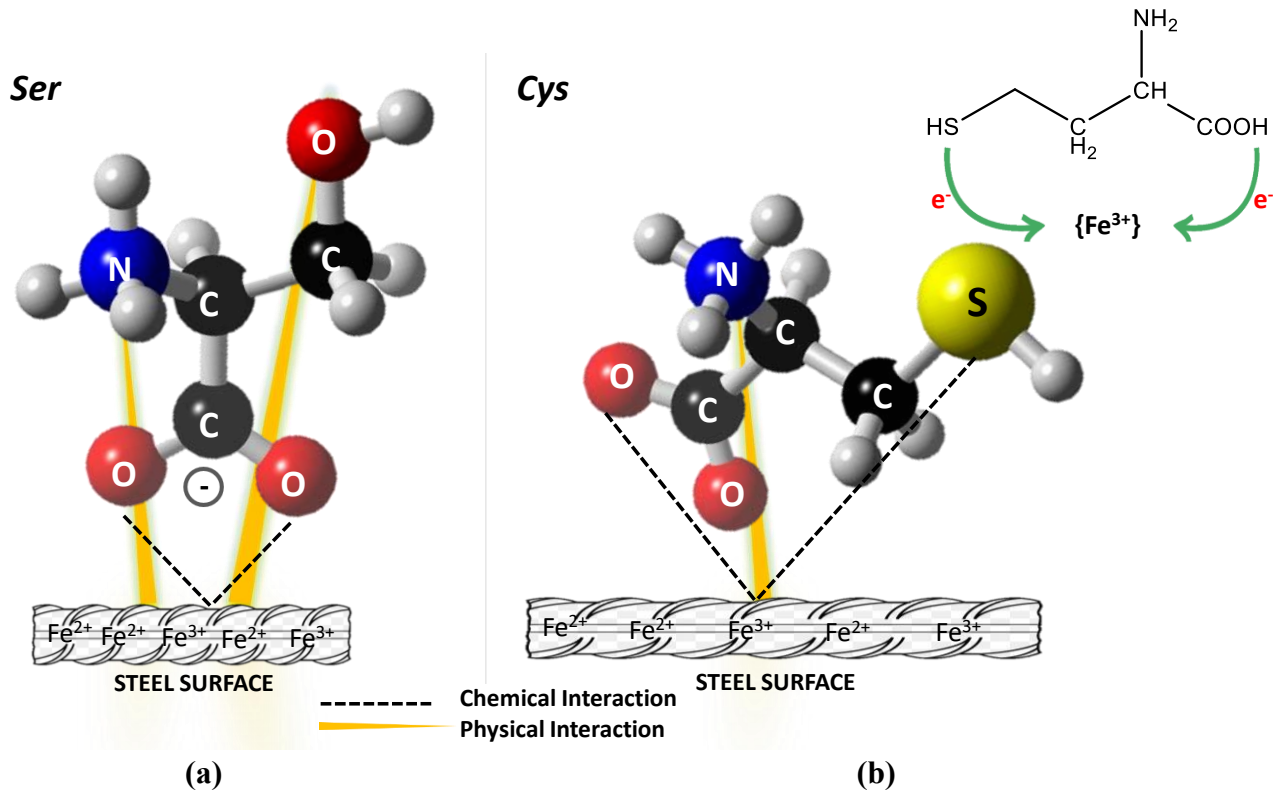 Ser
O
N
C
C
C
O
O
-
Fe2+ Fe2+ Fe3+ Fe2+ Fe3+
STEEL SURFACE
Cys
NH2
CH
HS
C
H2
COOH
e-
e-
{Fe3+}
N
S
C
O
C
C
O
Fe2+ Fe2+ Fe3+ Fe2+ Fe3+
STEEL SURFACE
Chemical Interaction
Physical Interaction
(a)
(b)